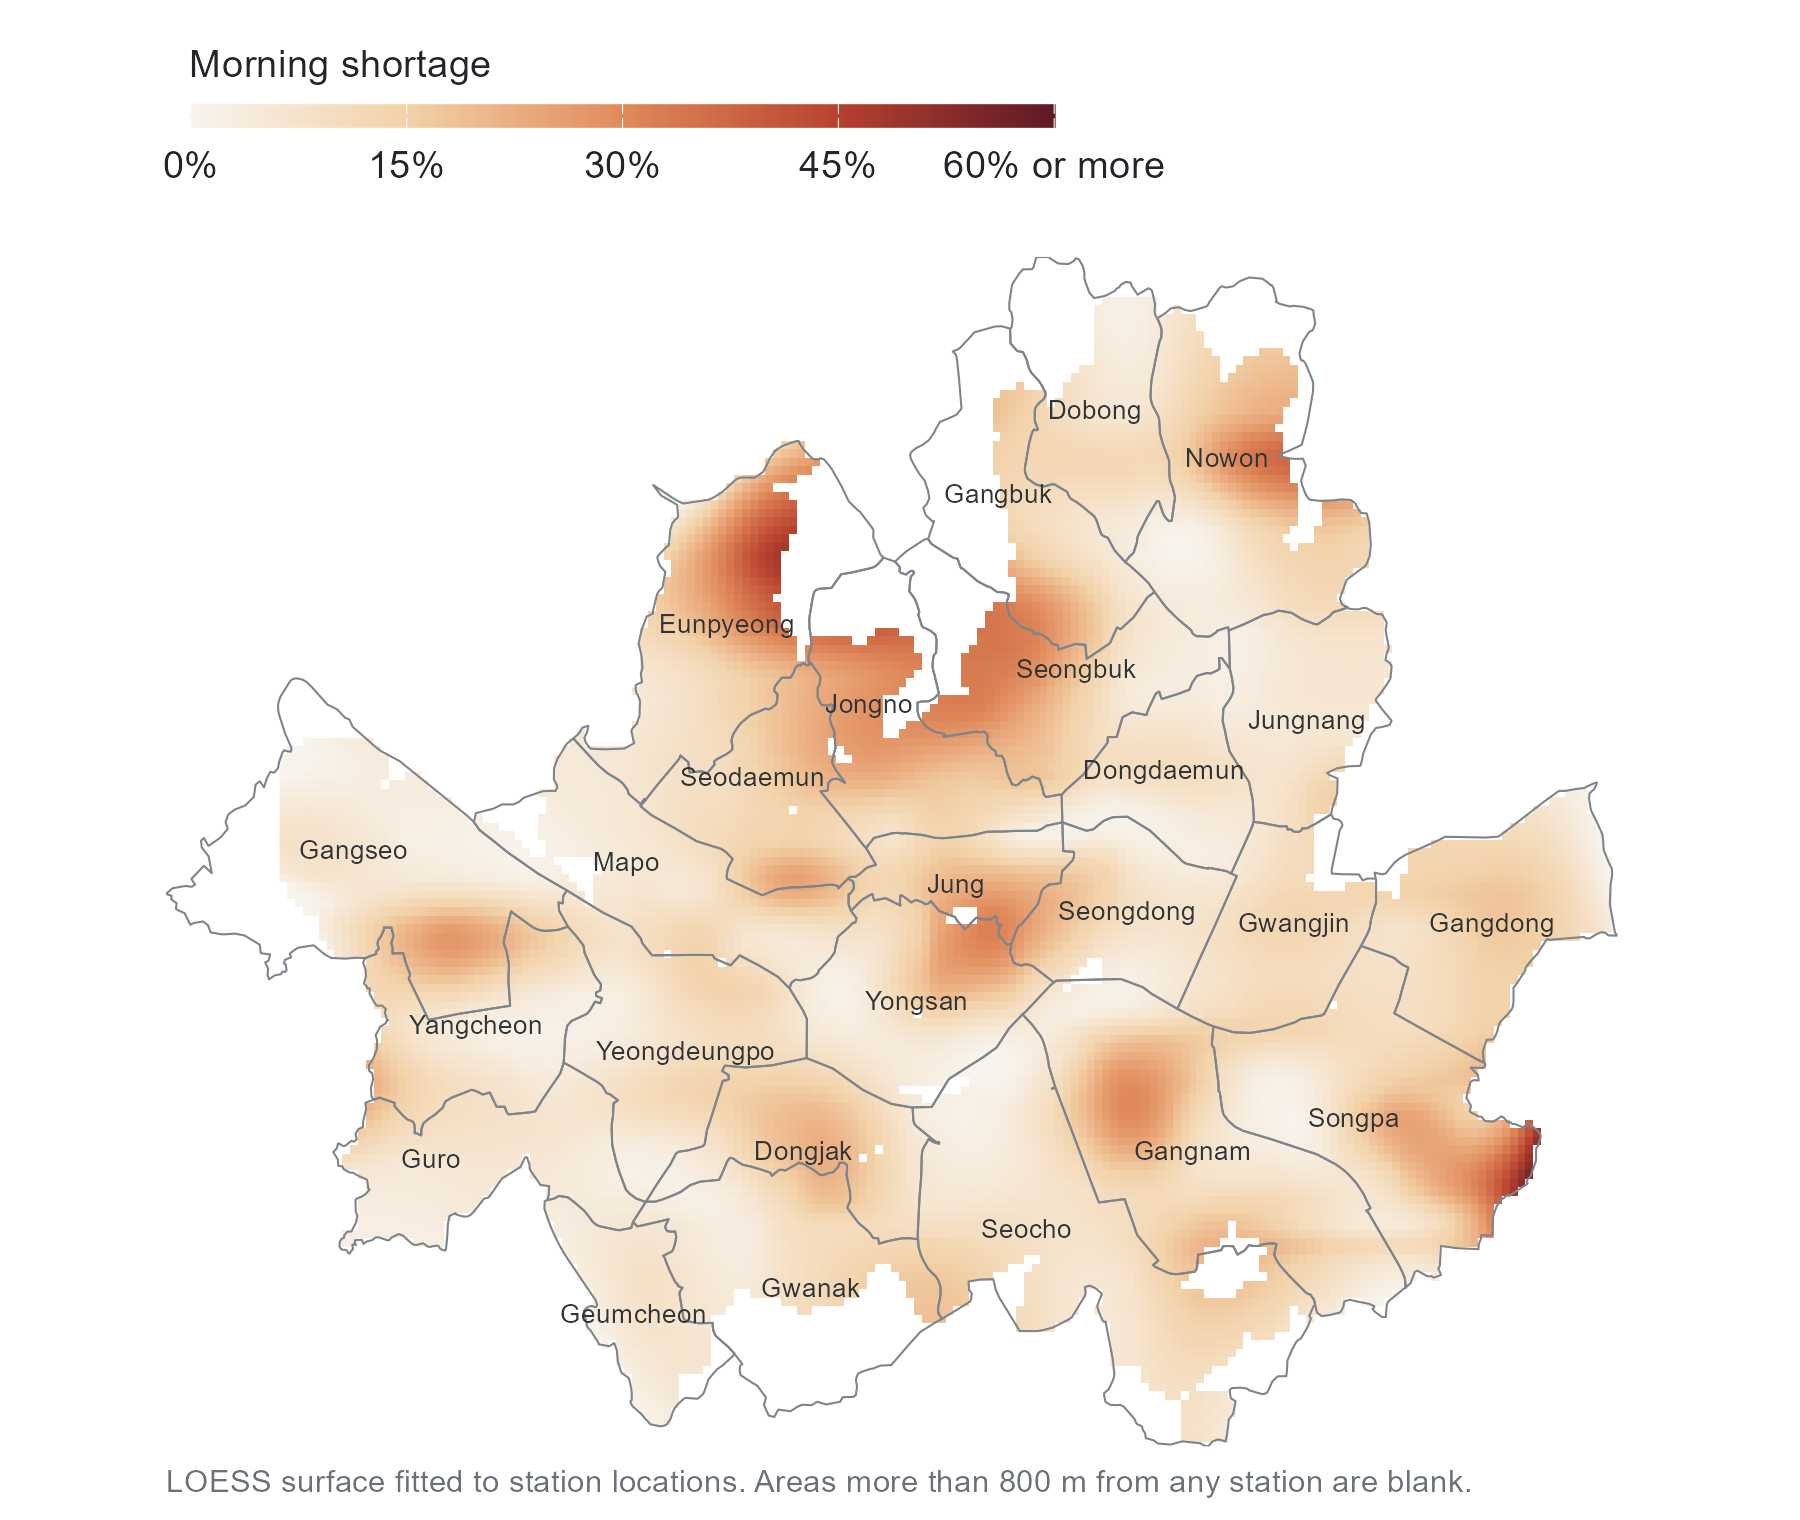 Morning shortage
0% 15% 30% 45% 60% or more
Dobong
Nowon
Gangbuk
Eunpyeong
Seongbuk
Jongno
Jungnang
Seodaemun
Dongdaemun
Gangseo
Mapo
Jung
Seongdong
Gwangjin
Gangdong
Yongsan
Yangcheon
Yeongdeungpo
Songpa
Dongjak
Gangnam
Guro
Seocho
Gwanak
Geumcheon
LOESS surface fitted to station locations. Areas more than 800 m from any station are blank.